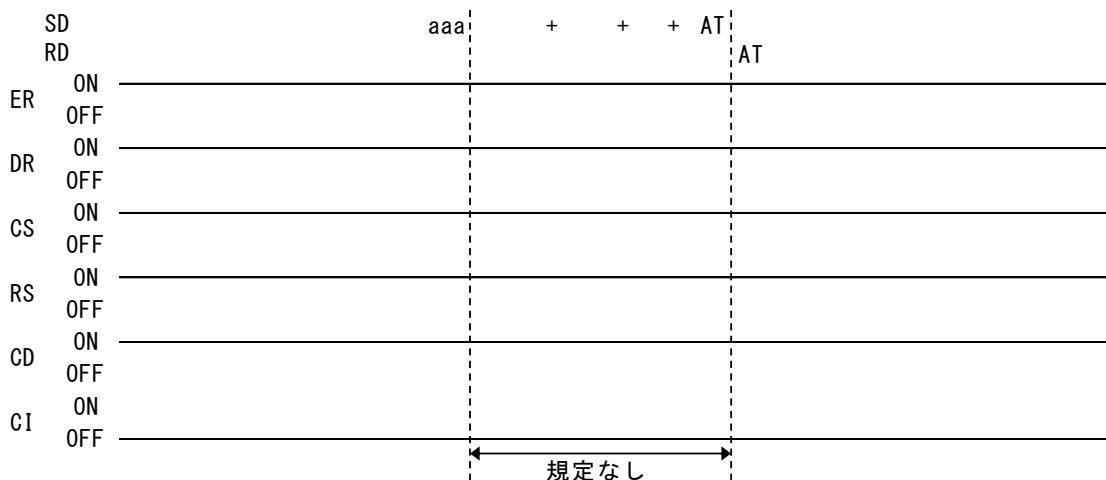 SD aaa + + + AT
RD AT
ER ON
OFF
DR ON
OFF
CS ON
OFF
RS ON
OFF
CD ON
OFF
CI ON
OFF
規定なし